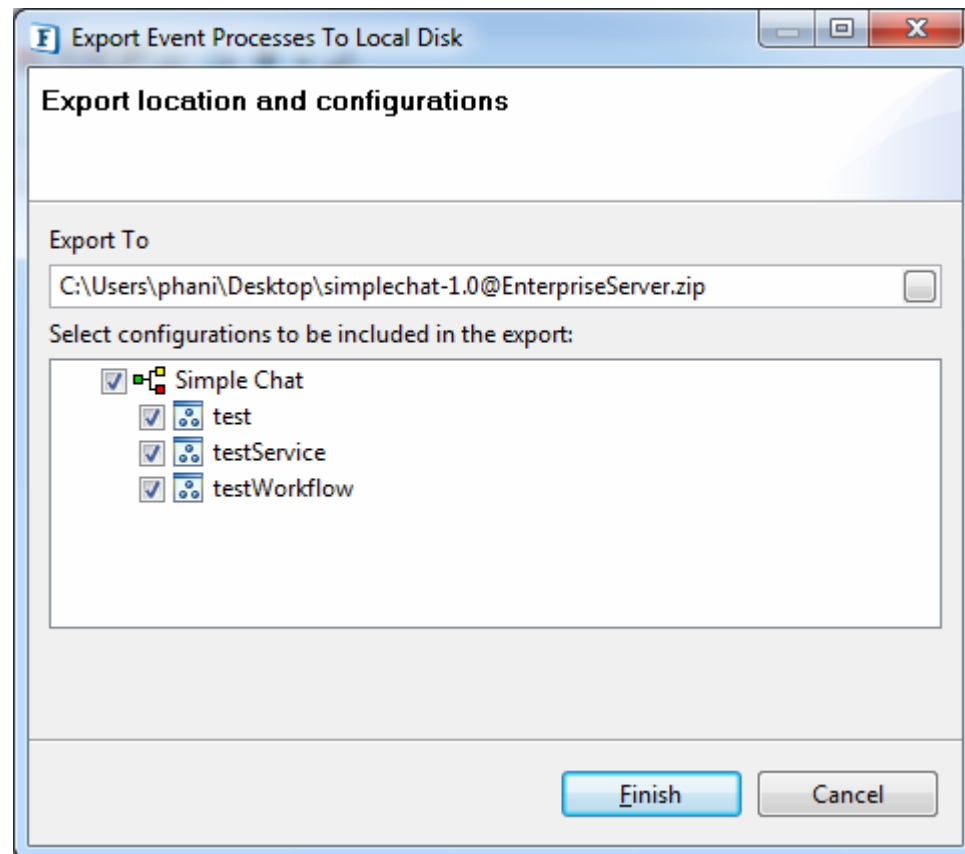 Export Event Processes To Local Disk
Export location and configurations
Export To
C:\Users\phani\Desktop\simplechat-1.0@EnterpriseServer.zip
Select configurations to be included in the export:
Simple Chat
test
testService
testWorkflow
Finish Cancel